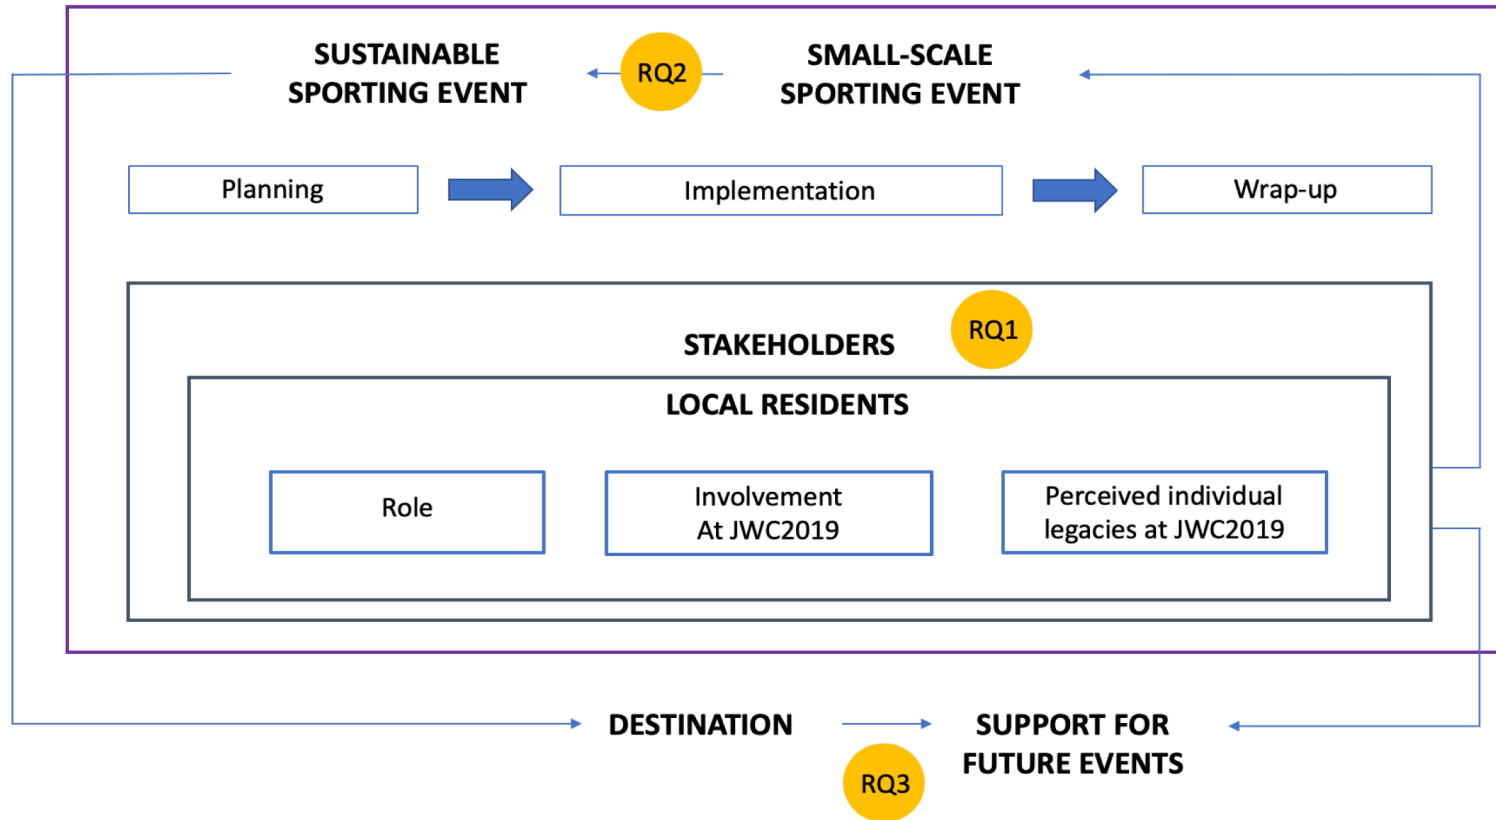 SUSTAINABLE
SPORTING EVENT
RQ2
SMALL-SCALE
SPORTING EVENT
Planning
Implementation
Wrap-up
RQ1
STAKEHOLDERS
LOCAL RESIDENTS
Role
Involvement
At JWC2019
Perceived individual
legacies at JWC2019
DESTINATION
RQ3
SUPPORT FOR
FUTURE EVENTS